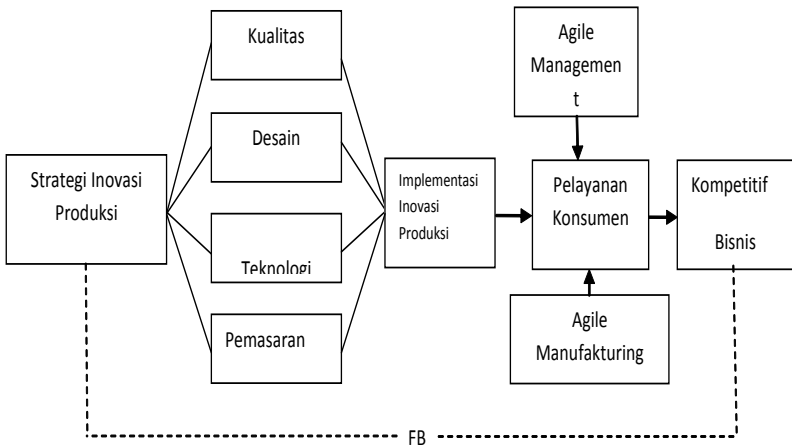 Kualitas
Agile
Managemen
t
Desain
Strategi Inovasi
Produksi
Implementasi
Inovasi
Produksi
Pelayanan
Konsumen
Kompetitif
Bisnis
Teknologi
Pemasaran
Agile
Manufakturing
FB